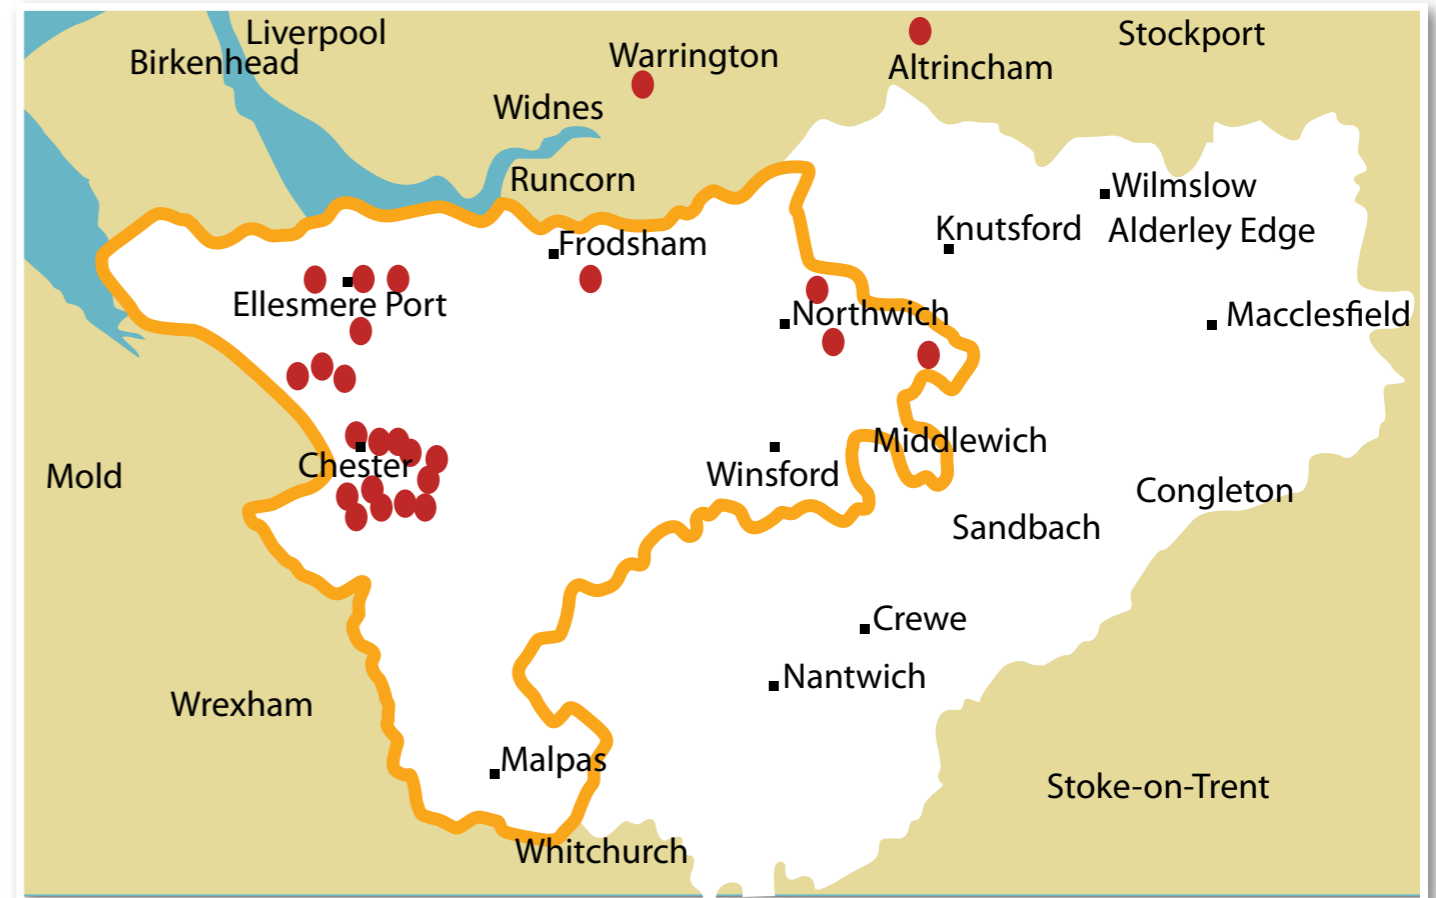 Liverpool
Stockport
Birkenhead
Warrington
Altrincham
Widnes
Runcorn
Wilmslow
Knutsford
Alderley Edge
Frodsham
Ellesmere Port
Northwich
Macclesfield
Middlewich
Chester
Mold
Winsford
Congleton
Sandbach
Crewe
Nantwich
Wrexham
Malpas
Stoke-on-Trent
Whitchurch